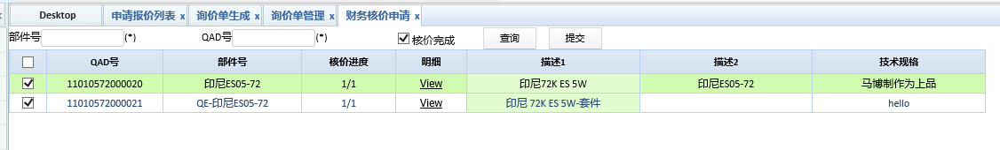 Desktop 申请报价列表 x 询价单生成 x 询价单管理 x 财务核价申请 x
部件号 (*) QAD号 (*) 核价完成 查询 提交
QAD号 部件号 核价进度 明细 描述1 描述2 技术规格
11010572000020 印尼ES05-72 1/1 View 印尼72K ES 5W 印尼ES05-72 马博制作为上品
11010572000021 QE-印尼ES05-72 1/1 View 印尼 72K ES 5W-套件 hello